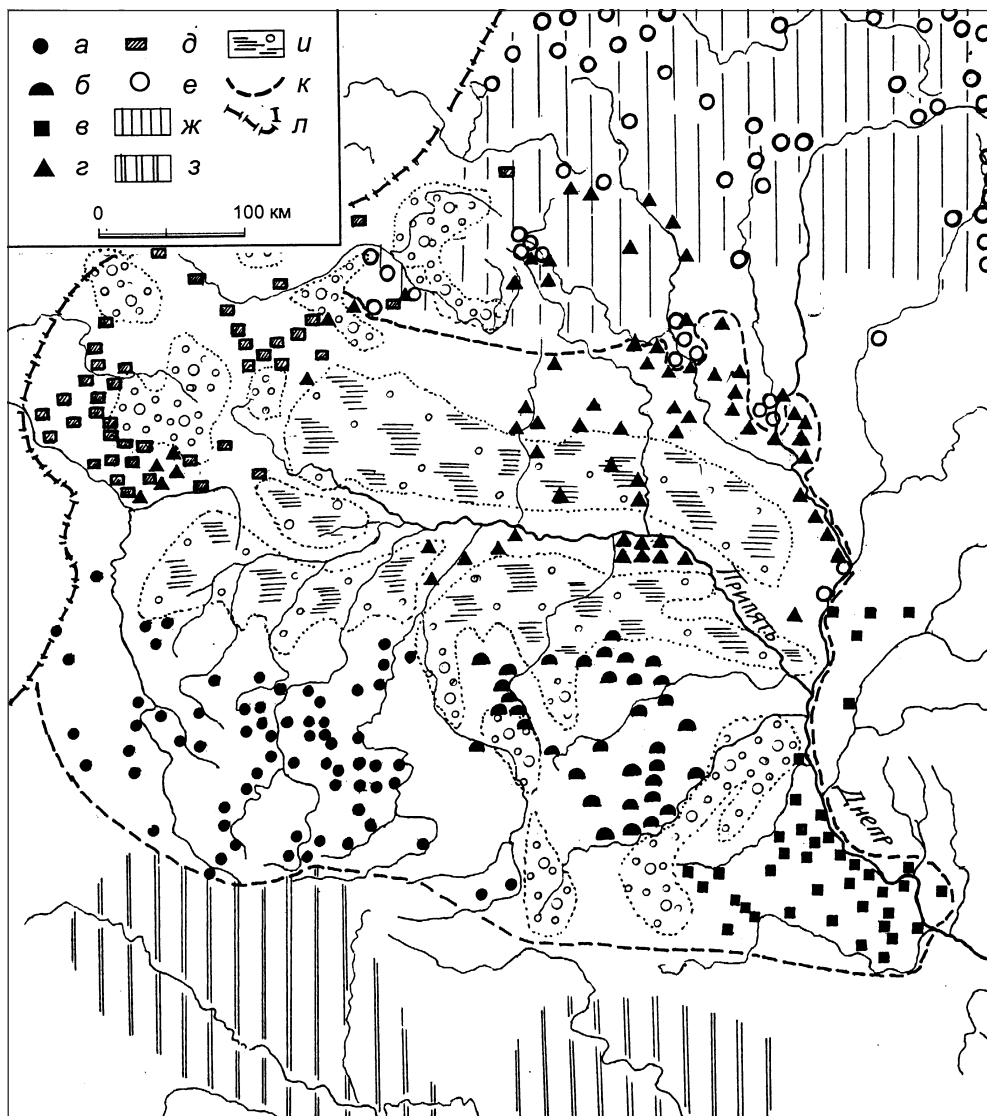 а д и
б е к
в ж л
г з
0 100 км
Припять
Днепр